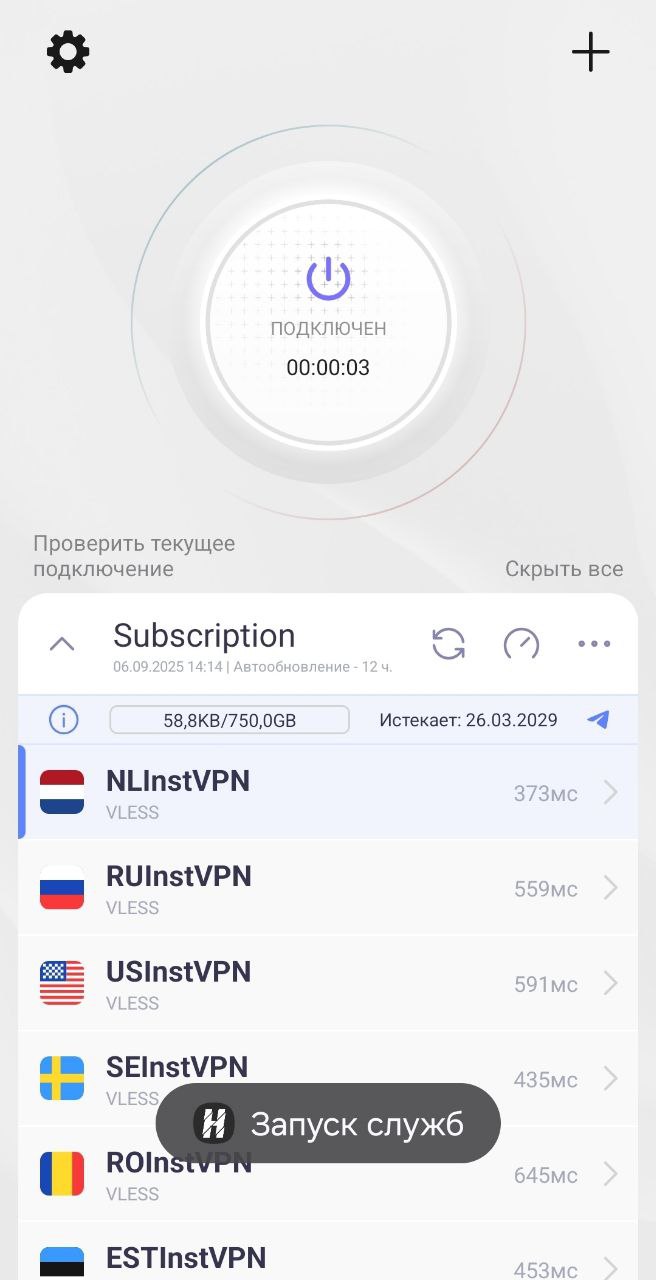 ПОДКЛЮЧЕН
00:00:03
Проверить текущее
подключение
Скрыть все
Subscription
06.09.2025 14:14 | Автообновление - 12 ч.
58,8KB/750,0GB
Истекает: 26.03.2029
NLInstVPN
VLESS
373мс
RUInstVPN
VLESS
559мс
USInstVPN
VLESS
591мс
SEInstVPN
VLESS
435мс
Запуск служб
ROInstVPN
VLESS
645мс
ESTInstVPN
453мс